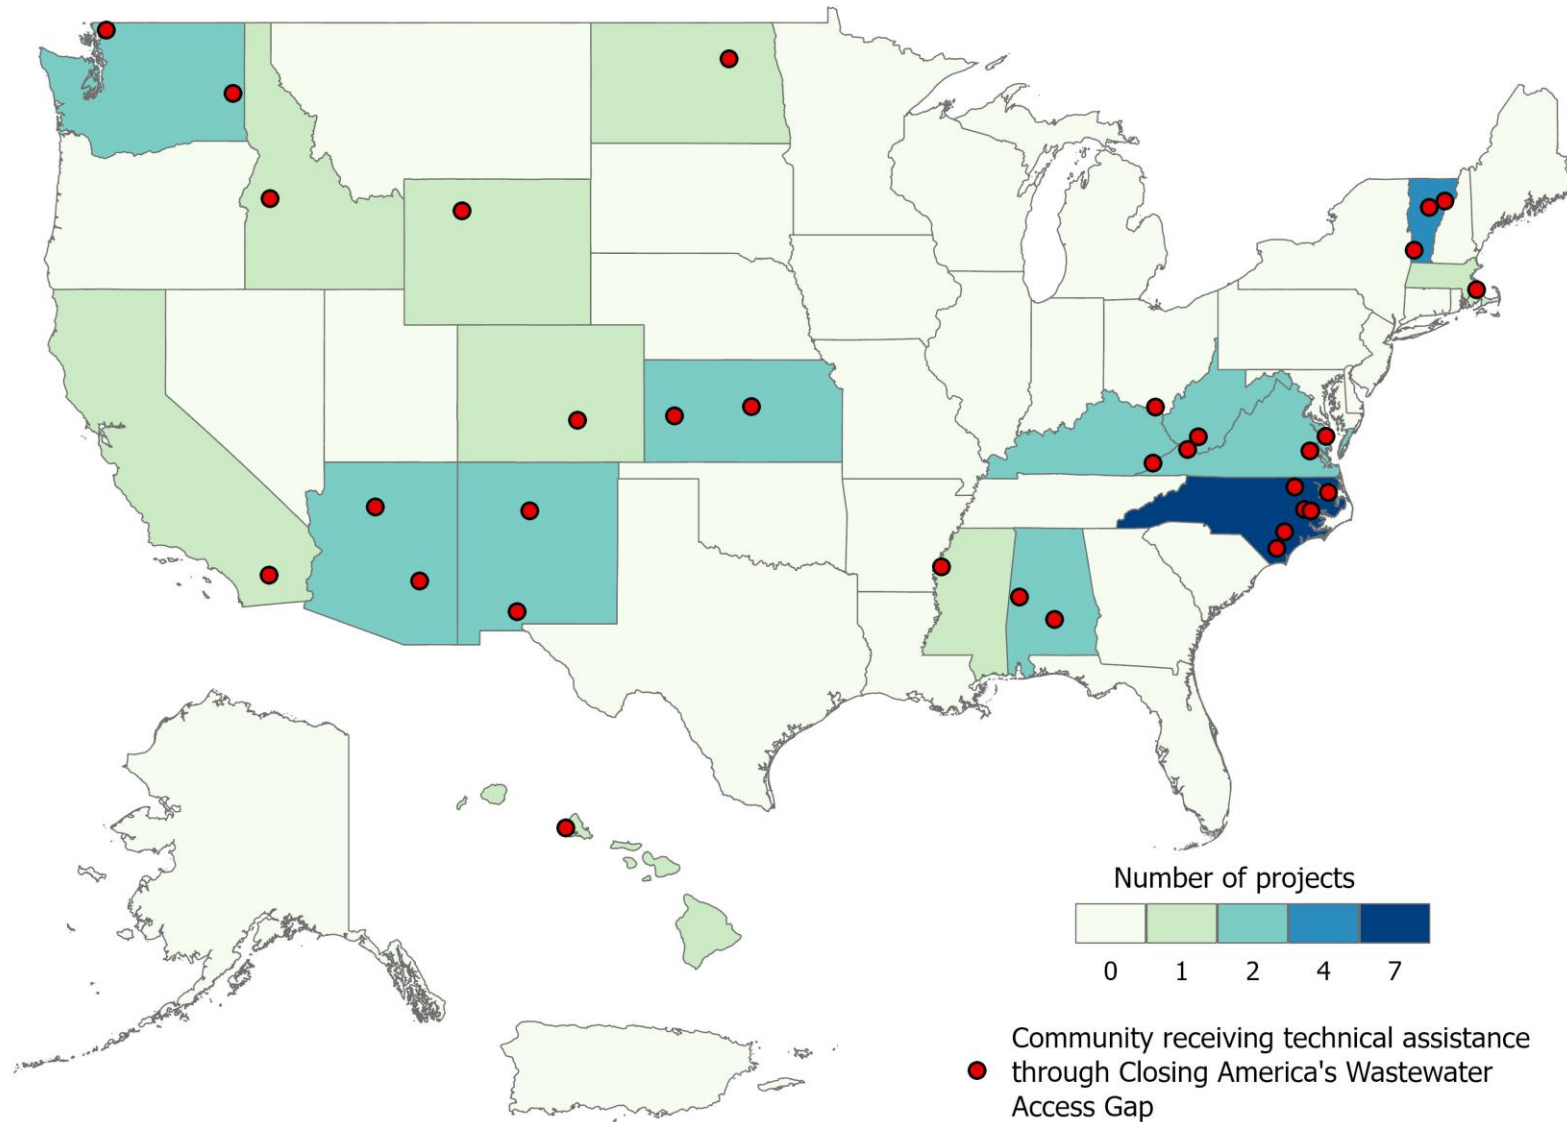 Number of projects
0 1 2 4 7
Community receiving technical assistance
through Closing America's Wastewater
Access Gap